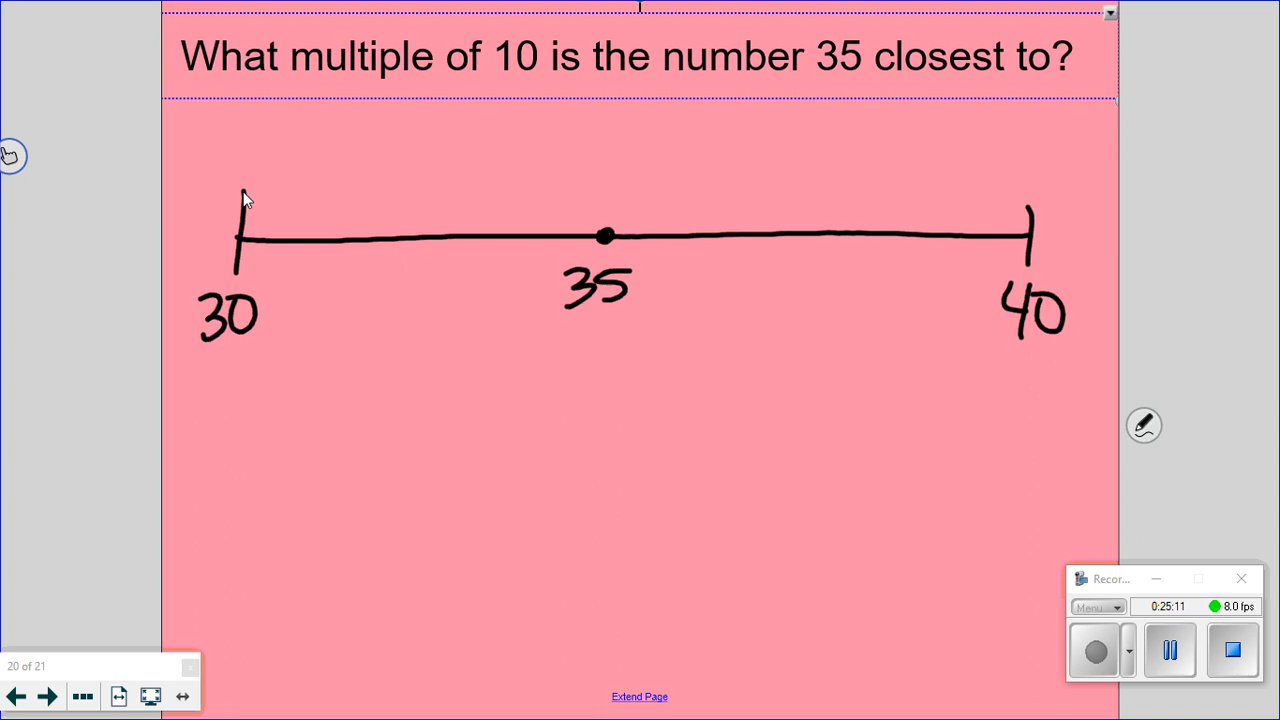 What multiple of 10 is the number 35 closest to?
30
35
40
Extend Page
20 of 21
x
Recor...
Menu
0:25:11
8.0 fps